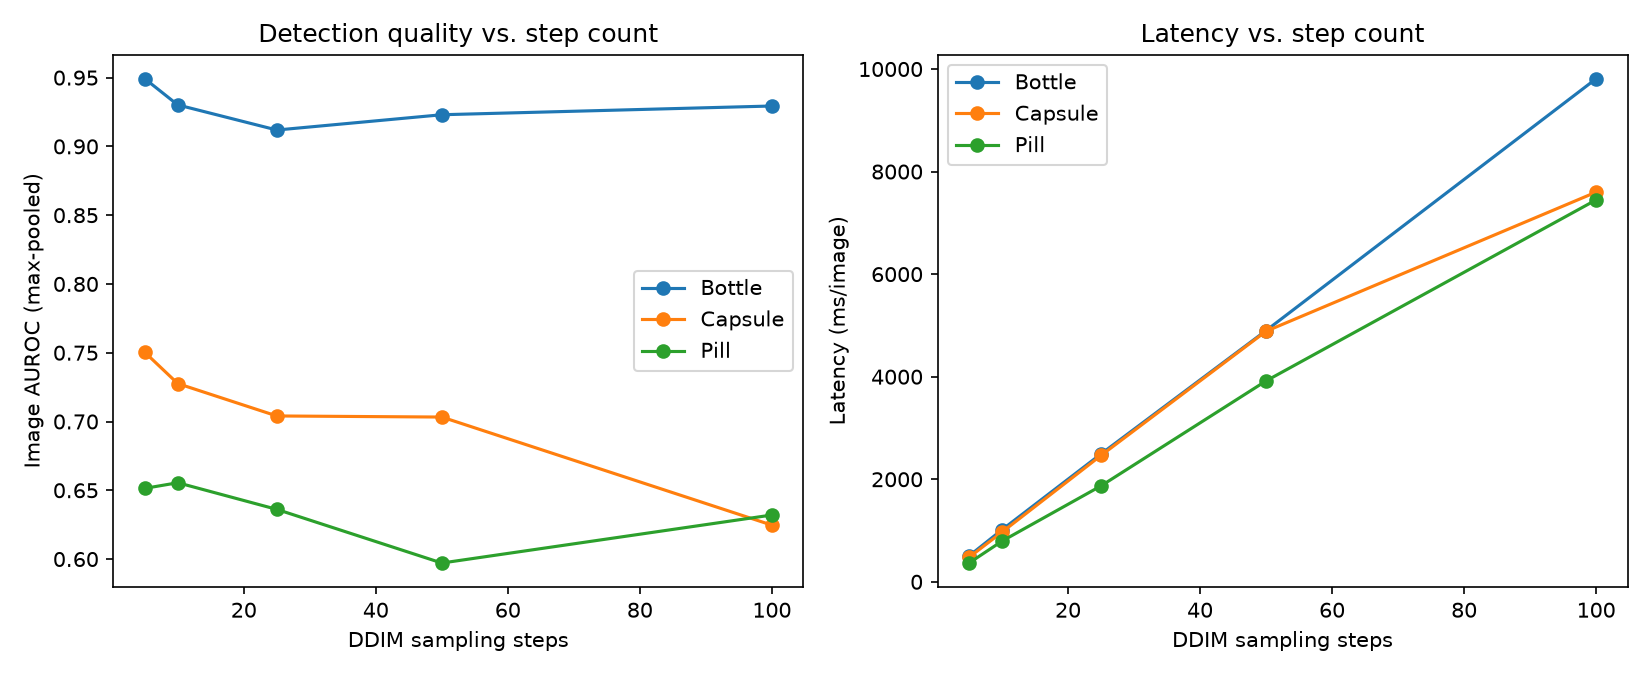 Detection quality vs. step count
Image AUROC (max-pooled)
0.95
0.90
0.85
0.80
0.75
0.70
0.65
0.60
Bottle
Capsule
Pill
20
40
60
80
100
DDIM sampling steps
Latency vs. step count
Latency (ms/image)
10000
8000
6000
4000
2000
0
Bottle
Capsule
Pill
20
40
60
80
100
DDIM sampling steps